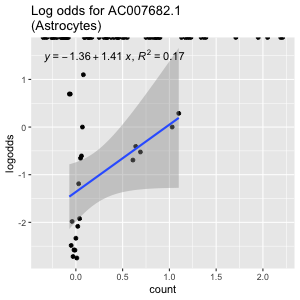 Log odds for AC007682.1
(Astrocytes)
y = −1.36 + 1.41 x, R² = 0.17
logodds
1
0
-1
-2
0.0 0.5 1.0 1.5 2.0
count